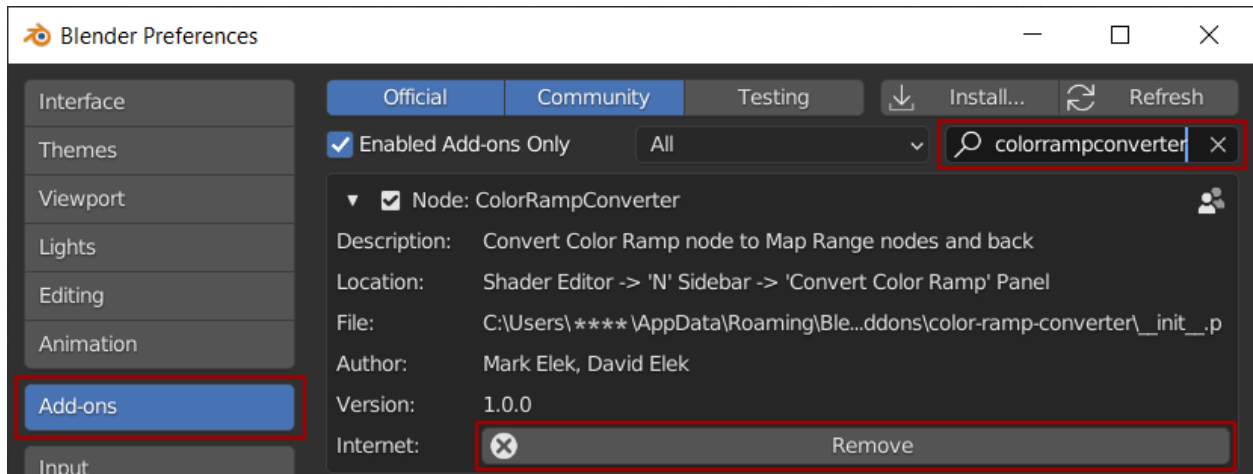 Blender Preferences
Interface
Themes
Viewport
Lights
Editing
Animation
Add-ons
Input
Official Community Testing Install... Refresh
Enabled Add-ons Only All colorrampconverter
Node: ColorRampConverter
Description: Convert Color Ramp node to Map Range nodes and back
Location: Shader Editor -> 'N' Sidebar -> 'Convert Color Ramp' Panel
File: C:\Users\****\AppData\Roaming\Ble...ddons\color-ramp-converter\__init__.p
Author: Mark Elek, David Elek
Version: 1.0.0
Internet: Remove